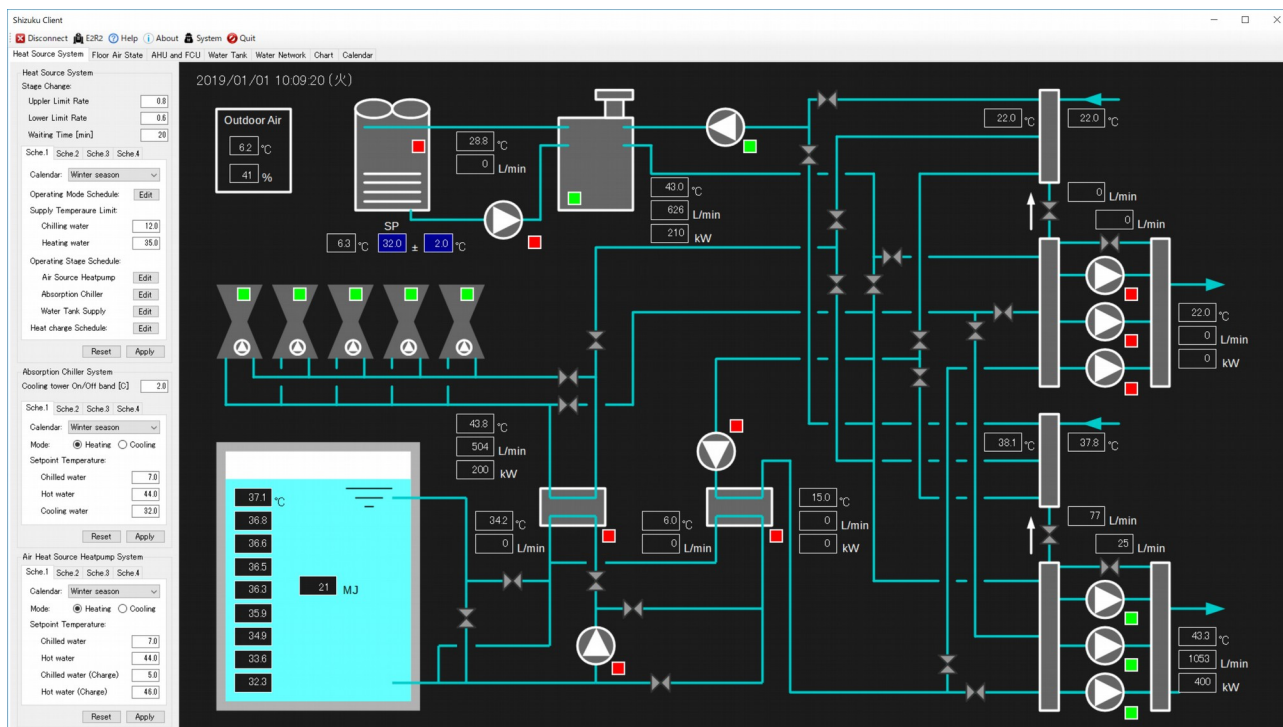 Shizuku Client
Disconnect E2R2 Help About System Quit
Heat Source System Floor Air State AHU and FCU Water Tank Water Network Chart Calendar
Heat Source System
Stage Change:
Uppler Limit Rate 0.8
Lower Limit Rate 0.6
Waiting Time [min] 20
Sche.1 Sche.2 Sche.3 Sche.4
Calendar: Winter season
Operating Mode Schedule: Edit
Supply Temperaure Limit:
Chilling water 12.0
Heating water 35.0
Operating Stage Schedule:
Air Source Heatpump Edit
Absorption Chiller Edit
Water Tank Supply Edit
Heat charge Schedule: Edit
Reset Apply
Absorption Chiller System
Cooling tower On/Off band [C] 2.0
Sche.1 Sche.2 Sche.3 Sche.4
Calendar: Winter season
Mode: Heating Cooling
Setpoint Temperature:
Chilled water 7.0
Hot water 44.0
Cooling water 32.0
Reset Apply
Air Heat Source Heatpump System
Sche.1 Sche.2 Sche.3 Sche.4
Calendar: Winter season
Mode: Heating Cooling
Setpoint Temperature:
Chilled water 7.0
Hot water 44.0
Chilled water (Charge) 5.0
Hot water (Charge) 46.0
Reset Apply
2019/01/01 10:09:20 (火)
Outdoor Air
6.2 ℃
41 %
28.8 ℃
0 L/min
SP
6.3 ℃ 32.0 ± 2.0 ℃
43.0 ℃
626 L/min
210 kW
22.0 ℃ 22.0 ℃
0 L/min
0 L/min
22.0 ℃
0 L/min
0 kW
43.8 ℃
504 L/min
200 kW
34.2 ℃
0 L/min
6.0 ℃
0 L/min
15.0 ℃
0 L/min
0 kW
38.1 ℃ 37.8 ℃
77 L/min
25 L/min
43.3 ℃
1053 L/min
400 kW
37.1 ℃
36.8
36.6
36.5
36.3
35.9
34.9
33.6
32.3
21 MJ